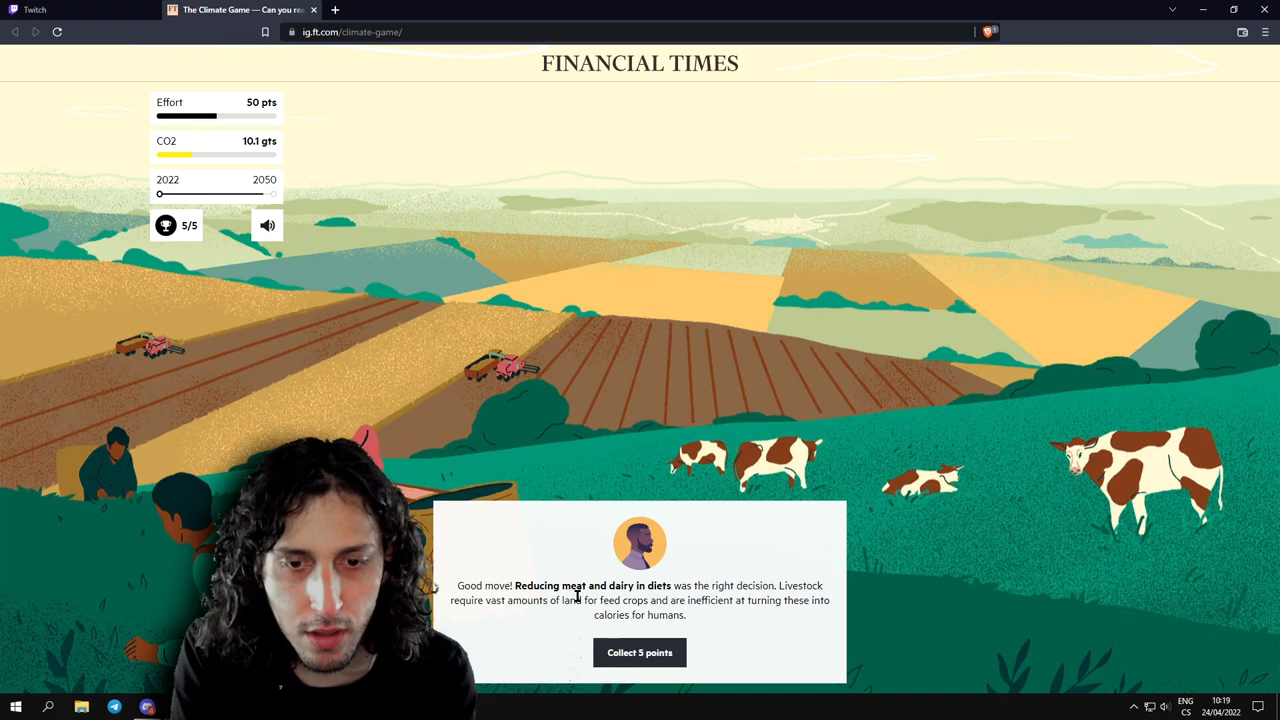 Twitch
The Climate Game — Can you rea
ig.ft.com/climate-game/
FINANCIAL TIMES
Effort 50 pts
CO2 10.1 gts
2022 2050
5/5
Good move! Reducing meat and dairy in diets was the right decision. Livestock
require vast amounts of land for feed crops and are inefficient at turning these into
calories for humans.
Collect 5 points
ENG 10:19
CS 24/04/2022